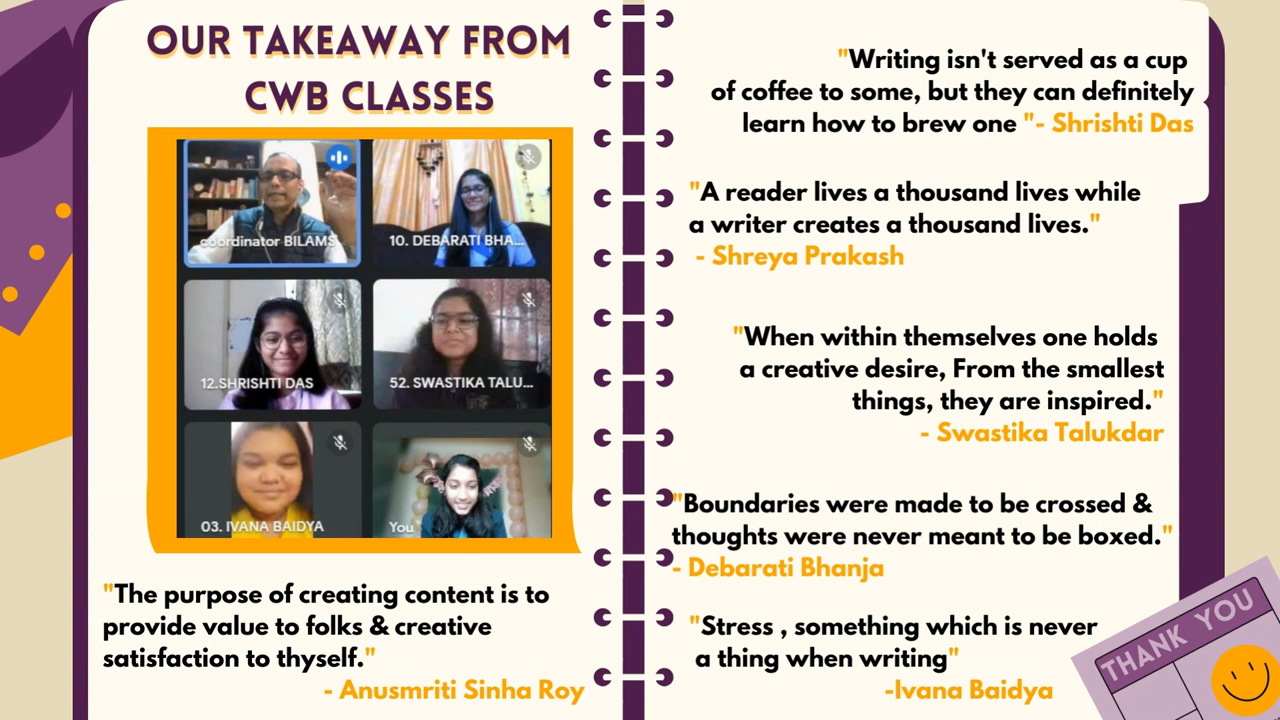 OUR TAKEAWAY FROM
CWB CLASSES
coordinator BILAMS
10. DEBARATI BHA...
12.SHRISHTI DAS
52. SWASTIKA TALU...
03. IVANA BAIDYA
You
"The purpose of creating content is to
provide value to folks & creative
satisfaction to thyself."
- Anusmriti Sinha Roy
"Writing isn't served as a cup
of coffee to some, but they can definitely
learn how to brew one "- Shrishti Das
"A reader lives a thousand lives while
a writer creates a thousand lives."
- Shreya Prakash
"When within themselves one holds
a creative desire, From the smallest
things, they are inspired."
- Swastika Talukdar
"Boundaries were made to be crossed &
thoughts were never meant to be boxed."
- Debarati Bhanja
"Stress , something which is never
a thing when writing"
-Ivana Baidya
THANK YOU